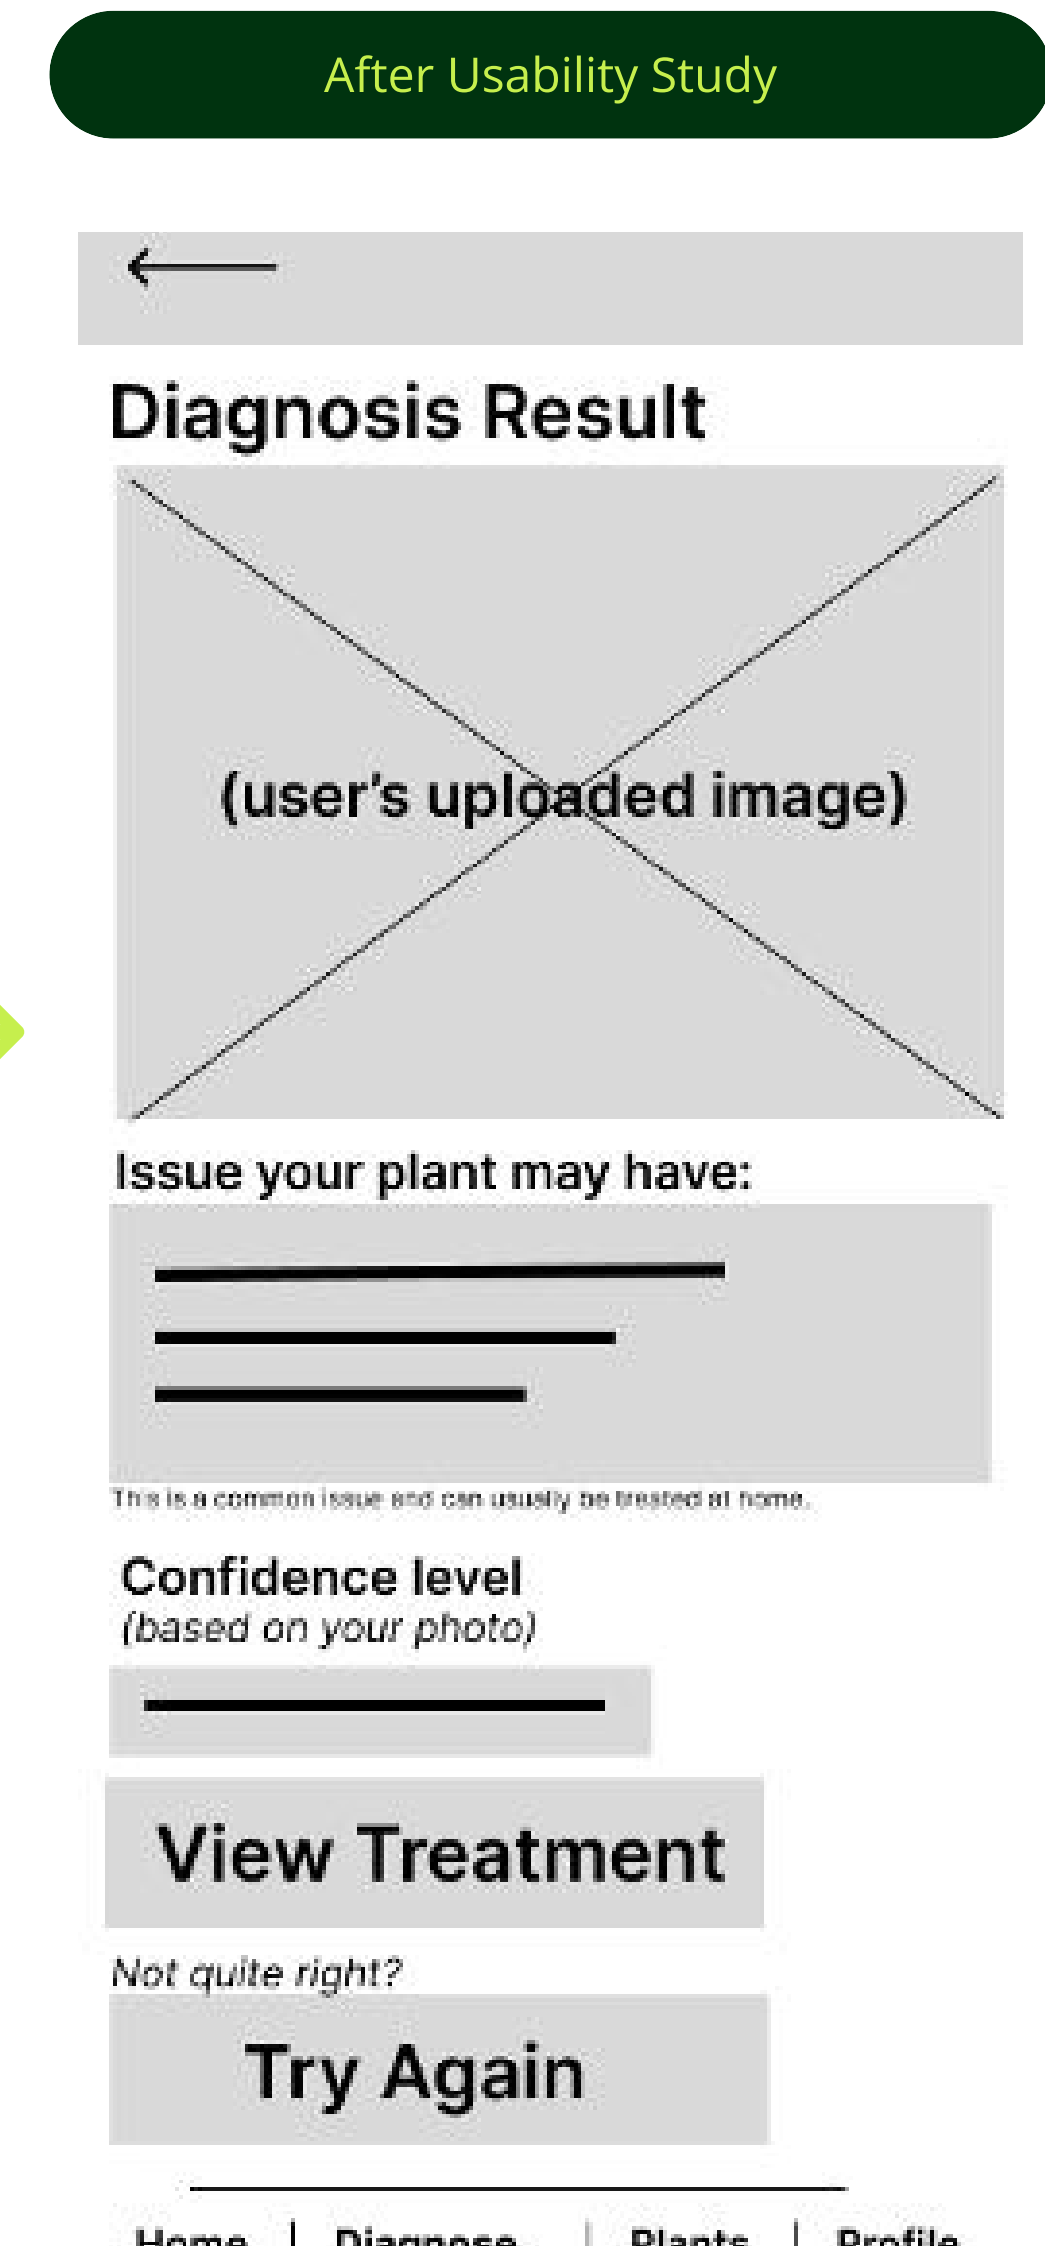 After Usability Study
Diagnosis Result
(user's uploaded image)
Issue your plant may have:
This is a common issue and can usually be treated at home.
Confidence level
(based on your photo)
View Treatment
Not quite right?
Try Again
Home | Diagnose | Plants | Profile